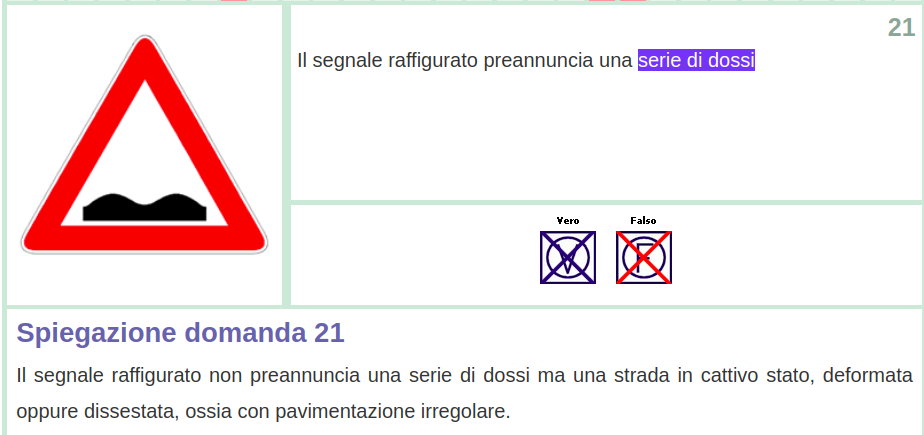 21
Il segnale raffigurato preannuncia una serie di dossi
Vero Falso
V F
Spiegazione domanda 21
Il segnale raffigurato non preannuncia una serie di dossi ma una strada in cattivo stato, deformata
oppure dissestata, ossia con pavimentazione irregolare.